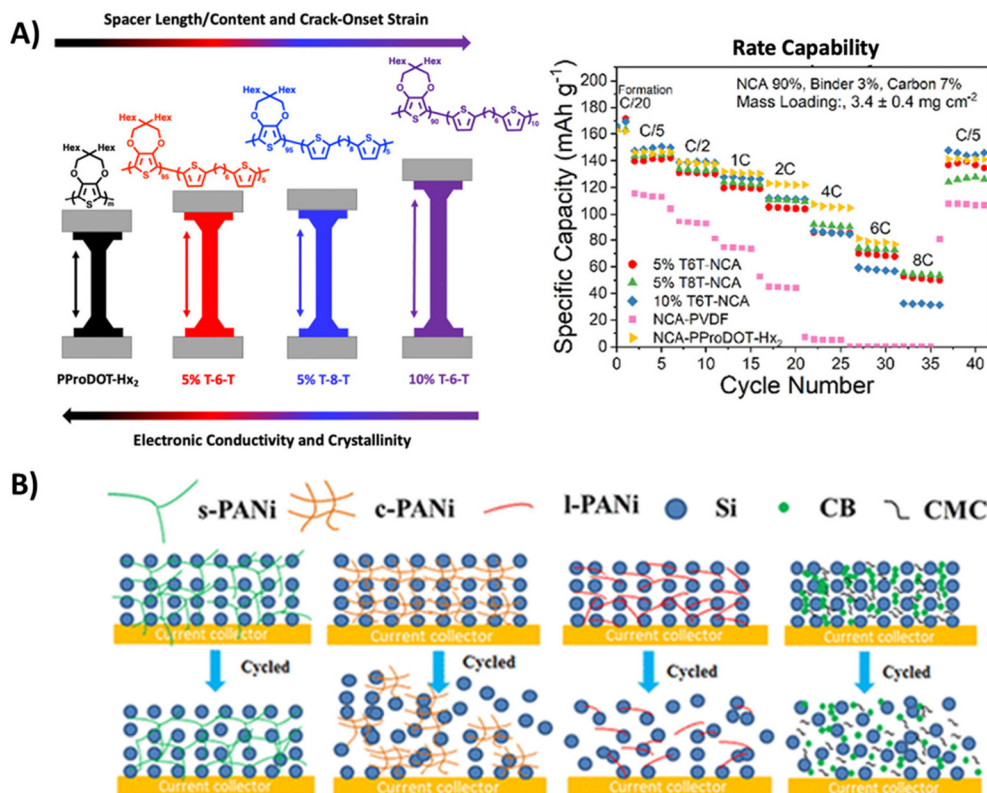 A)
Spacer Length/Content and Crack-Onset Strain
Hex Hex
O O
S
m
Hex Hex
O O
S
95
S
6
S
5
Hex Hex
O O
S
95
S
8
S
5
Hex Hex
O O
S
90
S
6
S
10
PProDOT-Hx₂
5% T-6-T
5% T-8-T
10% T-6-T
Electronic Conductivity and Crystallinity
Rate Capability
Specific Capacity (mAh g⁻¹)
200
180
160
140
120
100
80
60
40
20
0
Formation
C/20
NCA 90%, Binder 3%, Carbon 7%
Mass Loading:, 3.4 ± 0.4 mg cm⁻²
C/5
C/2
1C
2C
4C
6C
8C
C/5
5% T6T-NCA
5% T8T-NCA
10% T6T-NCA
NCA-PVDF
NCA-PProDOT-Hx₂
0 5 10 15 20 25 30 35 40
Cycle Number
B)
s-PANi c-PANi l-PANi Si CB CMC
Current collector Current collector Current collector Current collector
Cycled Cycled Cycled Cycled
Current collector Current collector Current collector Current collector